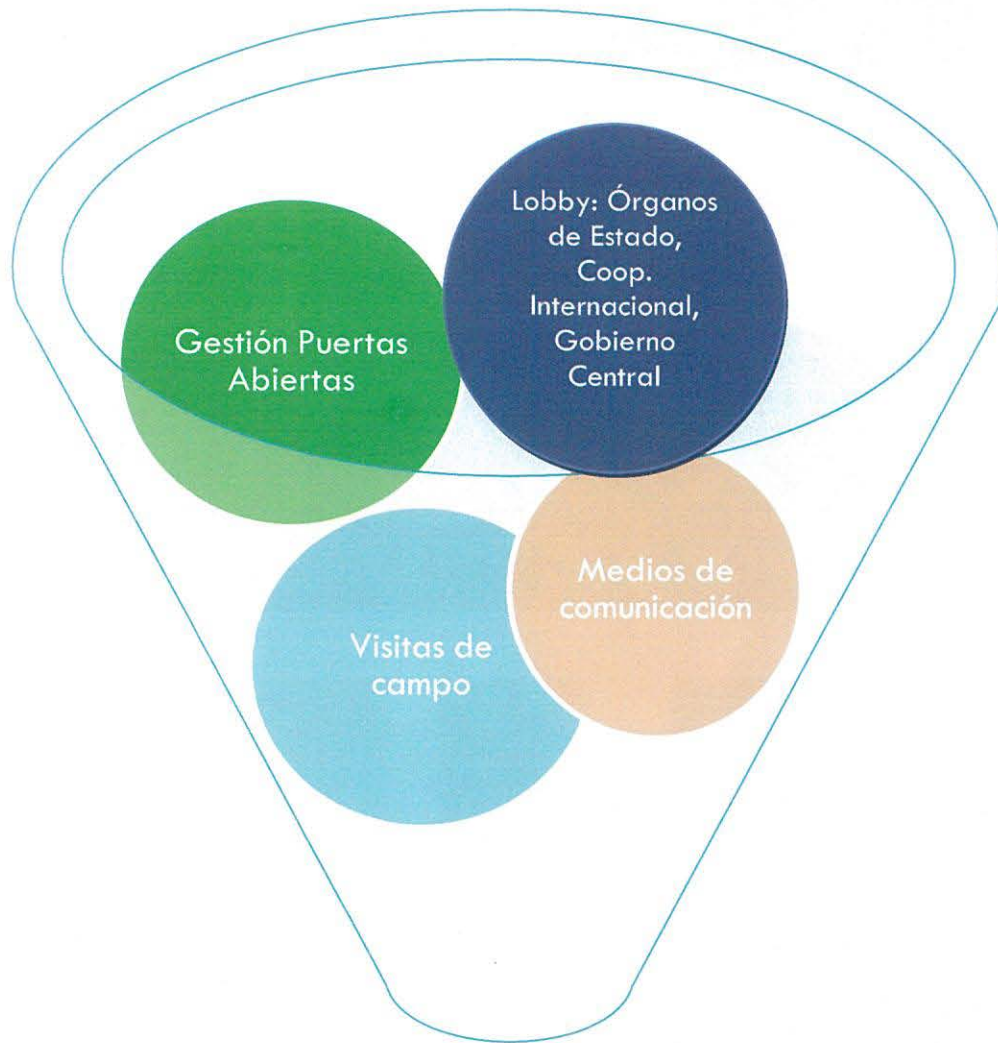 Lobby: Órganos
de Estado,
Coop.
Internacional,
Gobierno
Central
Gestión Puertas
Abiertas
Medios de
comunicación
Visitas de
campo